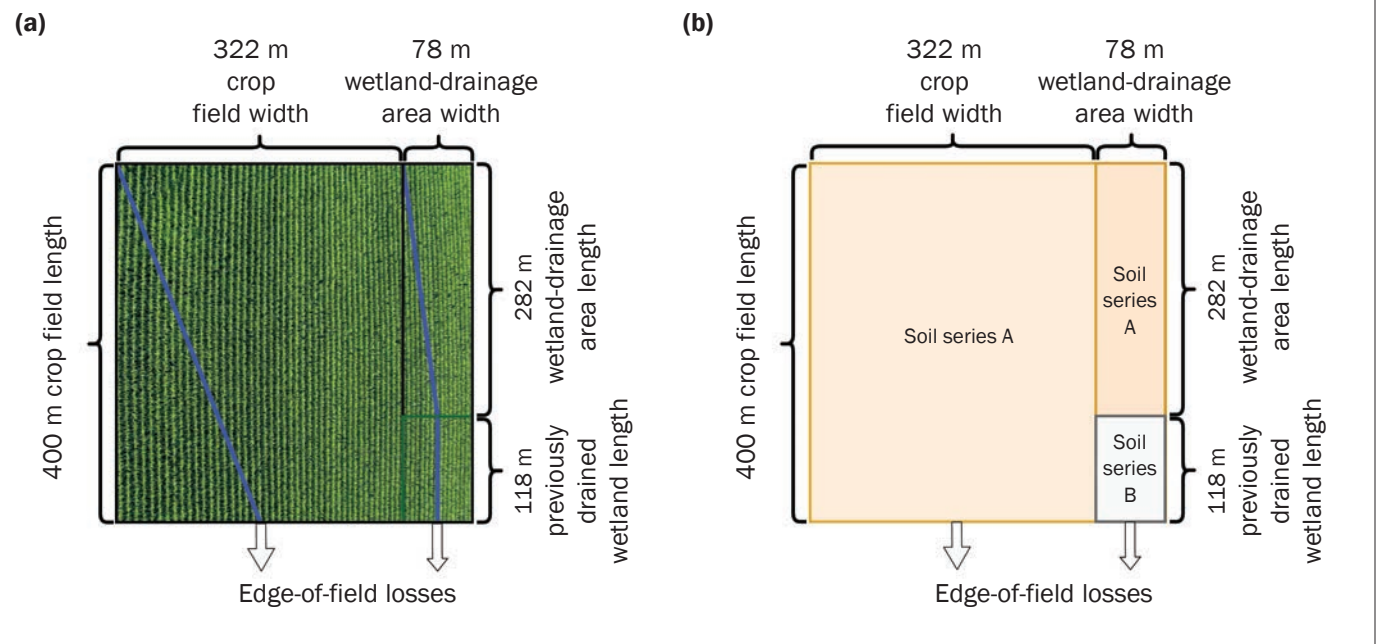 (a)
322 m
crop
field width
78 m
wetland-drainage
area width
400 m crop field length
282 m
wetland-drainage
area length
118 m
previously
drained
wetland length
Edge-of-field losses
(b)
322 m
crop
field width
78 m
wetland-drainage
area width
400 m crop field length
Soil series A
Soil
series
A
Soil
series
B
282 m
wetland-drainage
area length
118 m
previously
drained
wetland length
Edge-of-field losses